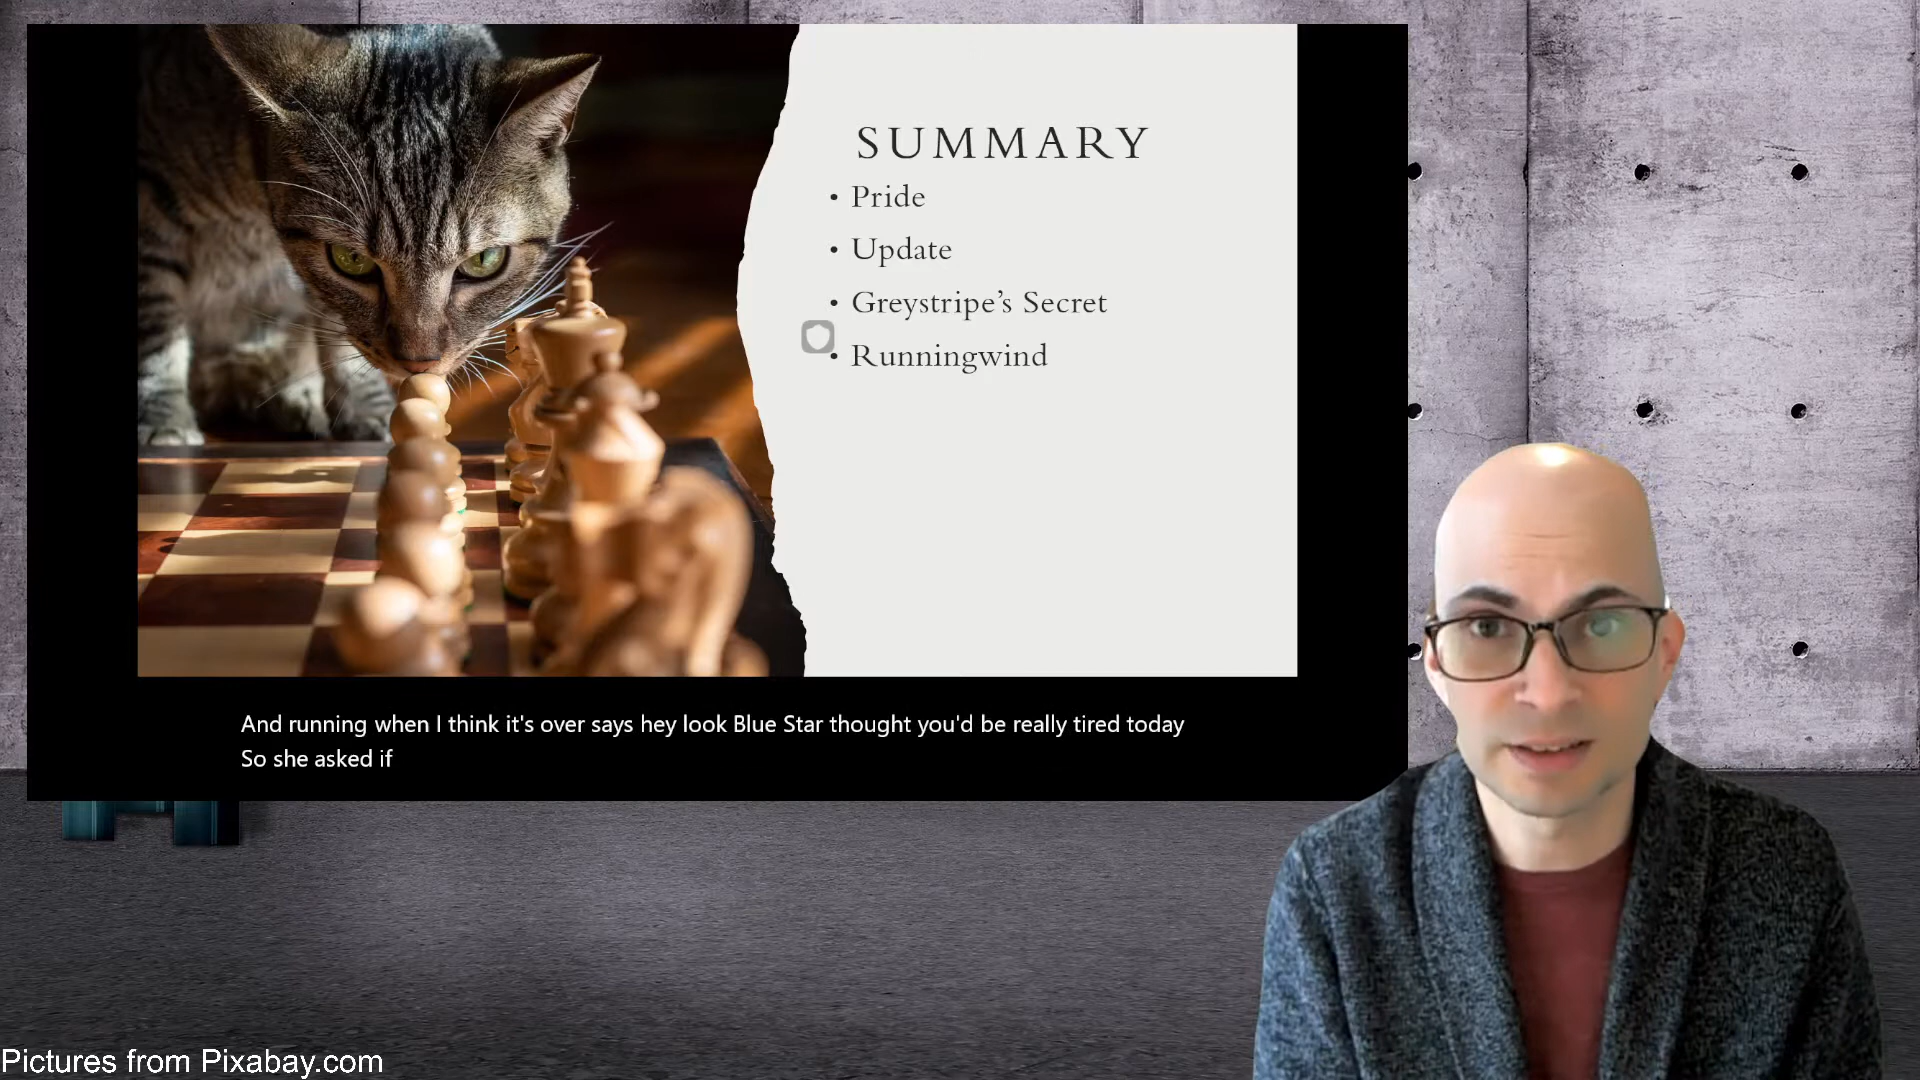 SUMMARY
• Pride
• Update
• Greystripe’s Secret
• Runningwind
And running when I think it's over says hey look Blue Star thought you'd be really tired today
So she asked if
Pictures from Pixabay.com